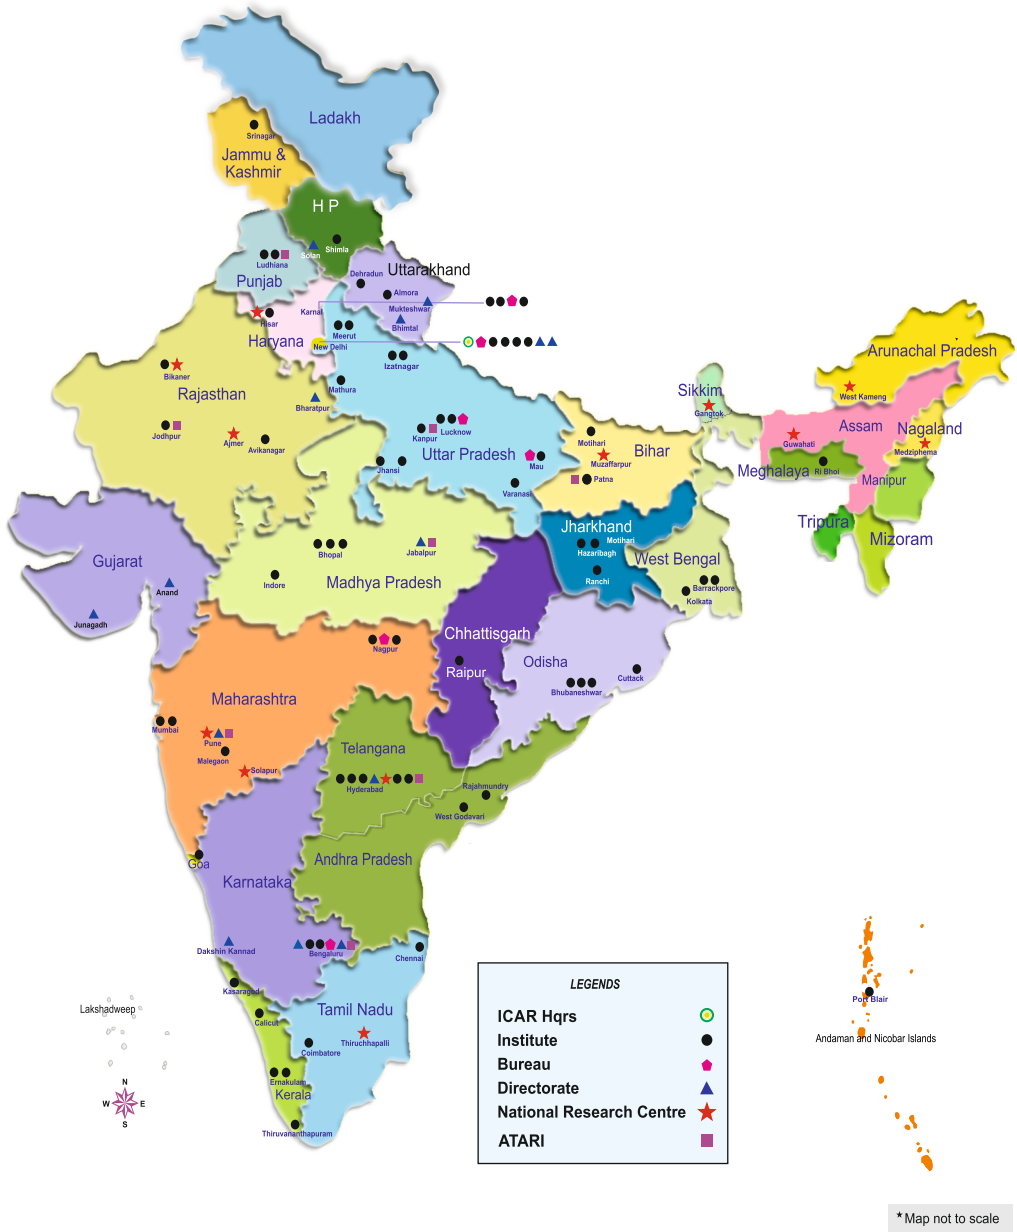 Ladakh
Srinagar
Jammu &
Kashmir
H P
Shimla
Solan
Ludhiana
Punjab
Uttarakhand
Dehradun
Almora
Mukteshwar
Bhimtal
Karnal
Hisar
Haryana
New Delhi
Meerut
Izatnagar
Mathura
Bikaner
Rajasthan
Bharatpur
Jodhpur
Ajmer
Avikanagar
Kanpur
Lucknow
Uttar Pradesh
Jhansi
Mau
Varanasi
Motihari
Bihar
Muzaffarpur
Patna
Sikkim
Gangtok
Arunachal Pradesh
West Kameng
Assam
Guwahati
Nagaland
Medziphema
Meghalaya
Ri Bhoi
Manipur
Tripura
Mizoram
Jharkhand
Motihari
Hazaribagh
Ranchi
West Bengal
Barrackpore
Kolkata
Gujarat
Anand
Junagadh
Bhopal
Jabalpur
Indore
Madhya Pradesh
Chhattisgarh
Raipur
Odisha
Cuttack
Bhubaneshwar
Nagpur
Maharashtra
Mumbai
Pune
Malegaon
Solapur
Telangana
Hyderabad
Rajahmundry
West Godavari
Goa
Andhra Pradesh
Karnataka
Dakshin Kannad
Bengaluru
Chennai
Kasaragod
Calicut
Tamil Nadu
Thiruchhapalli
Coimbatore
Ernakulam
Kerala
Thiruvananthapuram
Lakshadweep
N
W E
S
LEGENDS
ICAR Hqrs
Institute
Bureau
Directorate
National Research Centre
ATARI
Port Blair
Andaman and Nicobar Islands
★Map not to scale